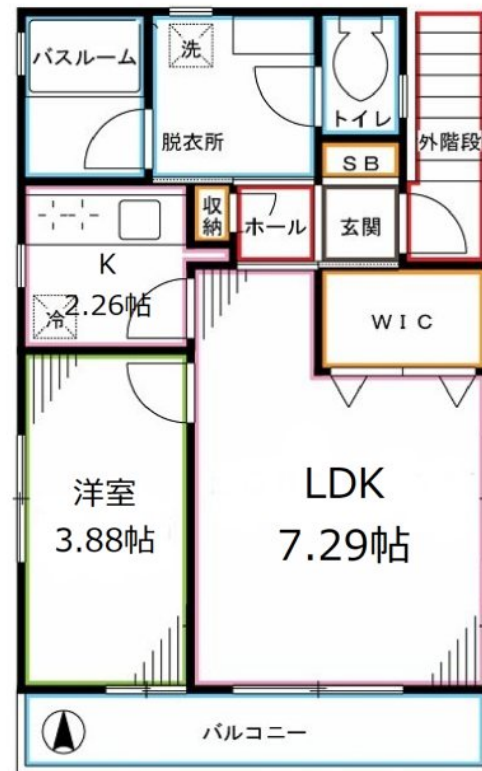 バスルーム
洗
脱衣所
トイレ
外階段
SB
収納
ホール
玄関
K
2.26帖
冷
WIC
洋室
3.88帖
LDK
7.29帖
バルコニー